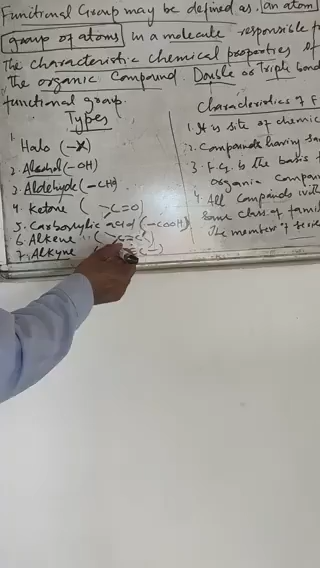 Functional Group may be defined as. an atom
group of atoms in a molecule responsible
the characteristic chemical properties of
The organic compound. Double or Triple bond
functional group.
Types
1. Halo (-X)
2. Alcohol (-OH)
3. Aldehyde (-CHO)
4. Ketone ( >C=O)
5. Carboxylic acid (-COOH)
6. Alkene ( >C=C
7. Alkyne
Characteristics of F
1. It is site of chemic
2. Compounds having sa
3. F.g. is the basis
organic compou
4. All compounds with
same class of famil
The member of